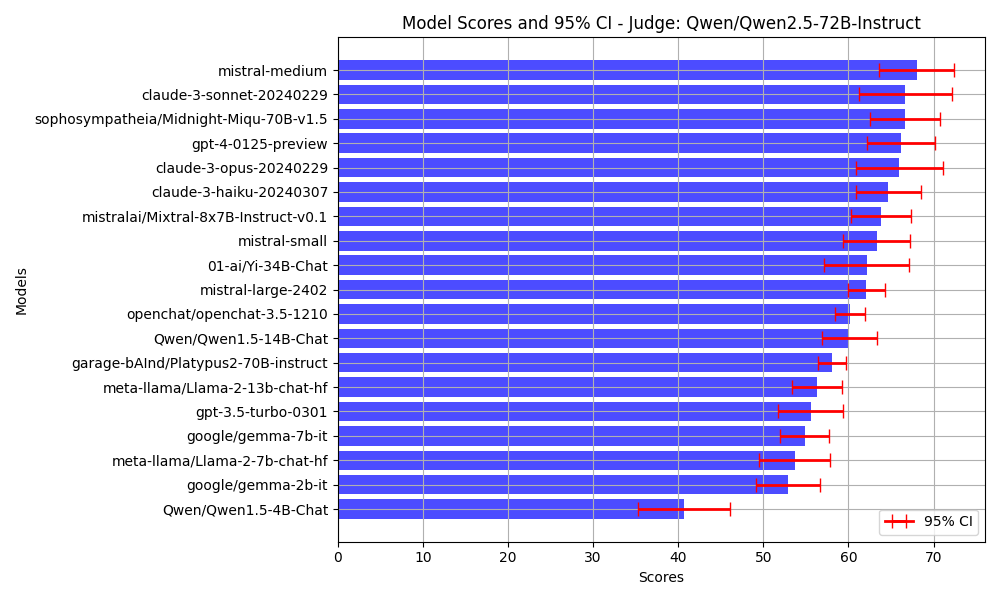 Model Scores and 95% CI - Judge: Qwen/Qwen2.5-72B-Instruct
Models
mistral-medium
claude-3-sonnet-20240229
sophosympatheia/Midnight-Miqu-70B-v1.5
gpt-4-0125-preview
claude-3-opus-20240229
claude-3-haiku-20240307
mistralai/Mixtral-8x7B-Instruct-v0.1
mistral-small
01-ai/Yi-34B-Chat
mistral-large-2402
openchat/openchat-3.5-1210
Qwen/Qwen1.5-14B-Chat
garage-bAInd/Platypus2-70B-instruct
meta-llama/Llama-2-13b-chat-hf
gpt-3.5-turbo-0301
google/gemma-7b-it
meta-llama/Llama-2-7b-chat-hf
google/gemma-2b-it
Qwen/Qwen1.5-4B-Chat
95% CI
0 10 20 30 40 50 60 70
Scores